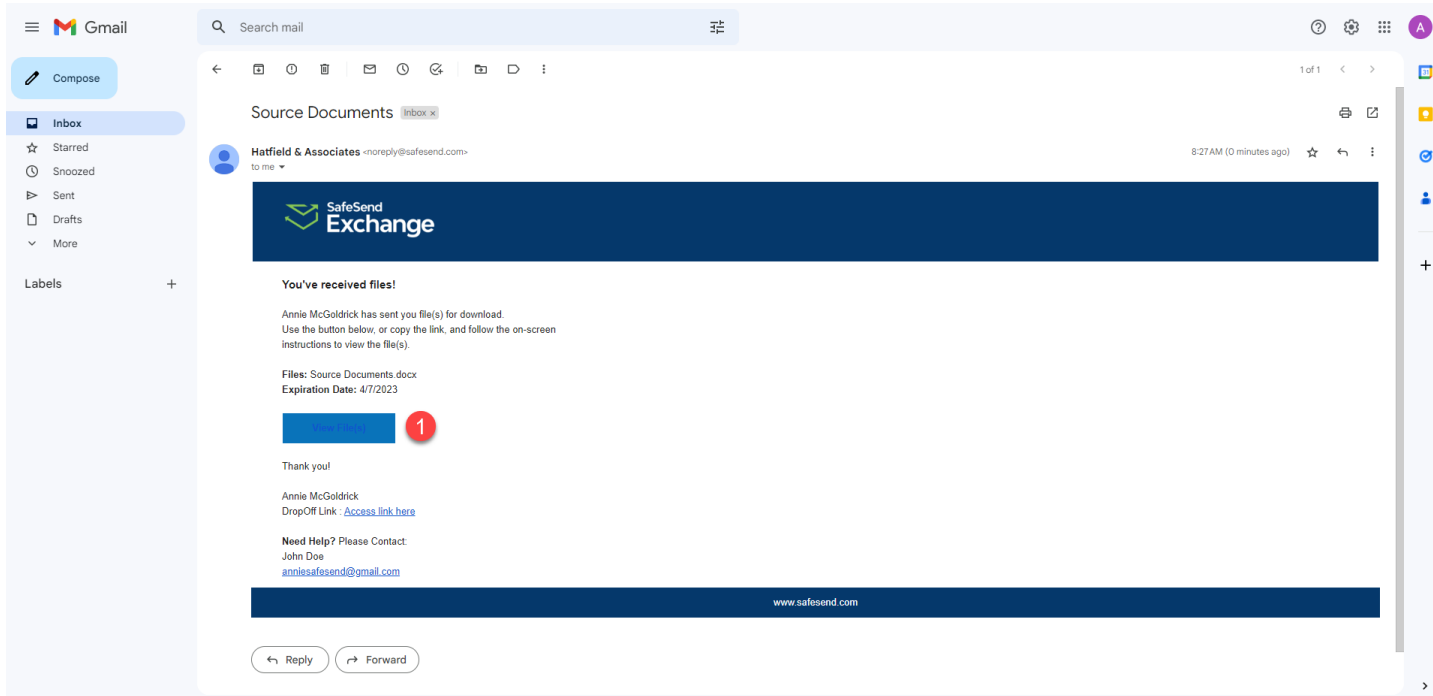 Gmail
Search mail
A
Compose
1 of 1
31
Source Documents Inbox x
Inbox
Starred
Hatfield & Associates <noreply@safesend.com>
8:27 AM (0 minutes ago)
to me
Snoozed
Sent
SafeSend
Exchange
Drafts
More
Labels
You've received files!
Annie McGoldrick has sent you file(s) for download.
Use the button below, or copy the link, and follow the on-screen
instructions to view the file(s).
Files: Source Documents.docx
Expiration Date: 4/7/2023
View File(s)
1
Thank you!
Annie McGoldrick
DropOff Link : Access link here
Need Help? Please Contact:
John Doe
anniesafesend@gmail.com
www.safesend.com
Reply
Forward